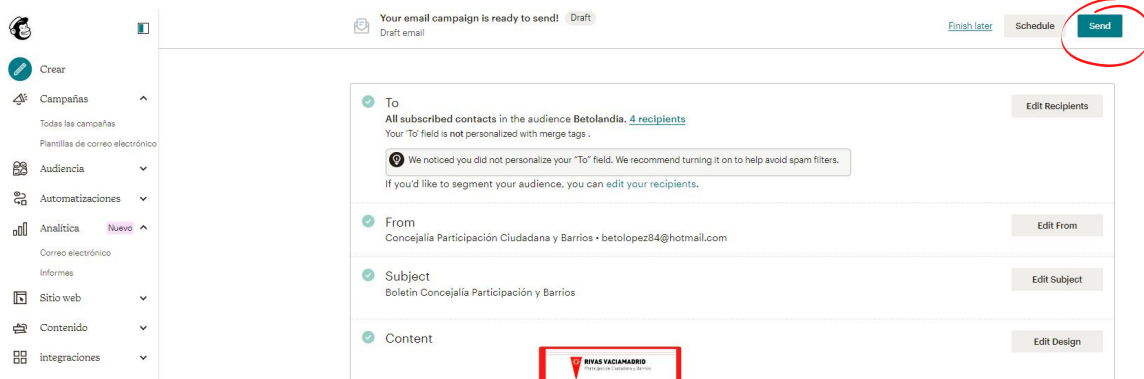 Your email campaign is ready to send! Draft
Draft email
Finish later
Schedule
Send
Crear
Campañas
Todas las campañas
Plantillas de correo electrónico
Audiencia
Automatizaciones
Analítica Nuevo
Correo electrónico
Informes
Sitio web
Contenido
integraciones
To
All subscribed contacts in the audience Betolandia. 4 recipients
Your 'To' field is not personalized with merge tags .
We noticed you did not personalize your "To" field. We recommend turning it on to help avoid spam filters.
If you'd like to segment your audience, you can edit your recipients.
Edit Recipients
From
Concejalía Participación Ciudadana y Barrios • betolopez84@hotmail.com
Edit From
Subject
Boletin Concejalía Participación y Barrios
Edit Subject
Content
Edit Design
RIVAS VACIAMADRID
Participación Ciudadana y Barrios